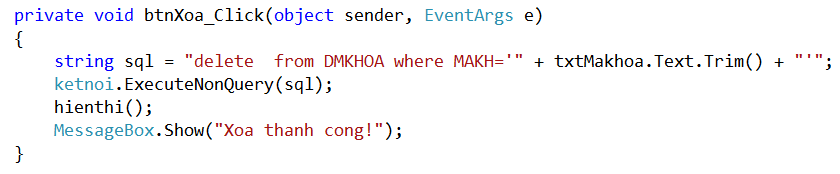 private void btnXoa_Click(object sender, EventArgs e)
{
    string sql = "delete  from DMKHOA where MAKH='" + txtMakhoa.Text.Trim() + "'";
    ketnoi.ExecuteNonQuery(sql);
    hienthi();
    MessageBox.Show("Xoa thanh cong!");
}